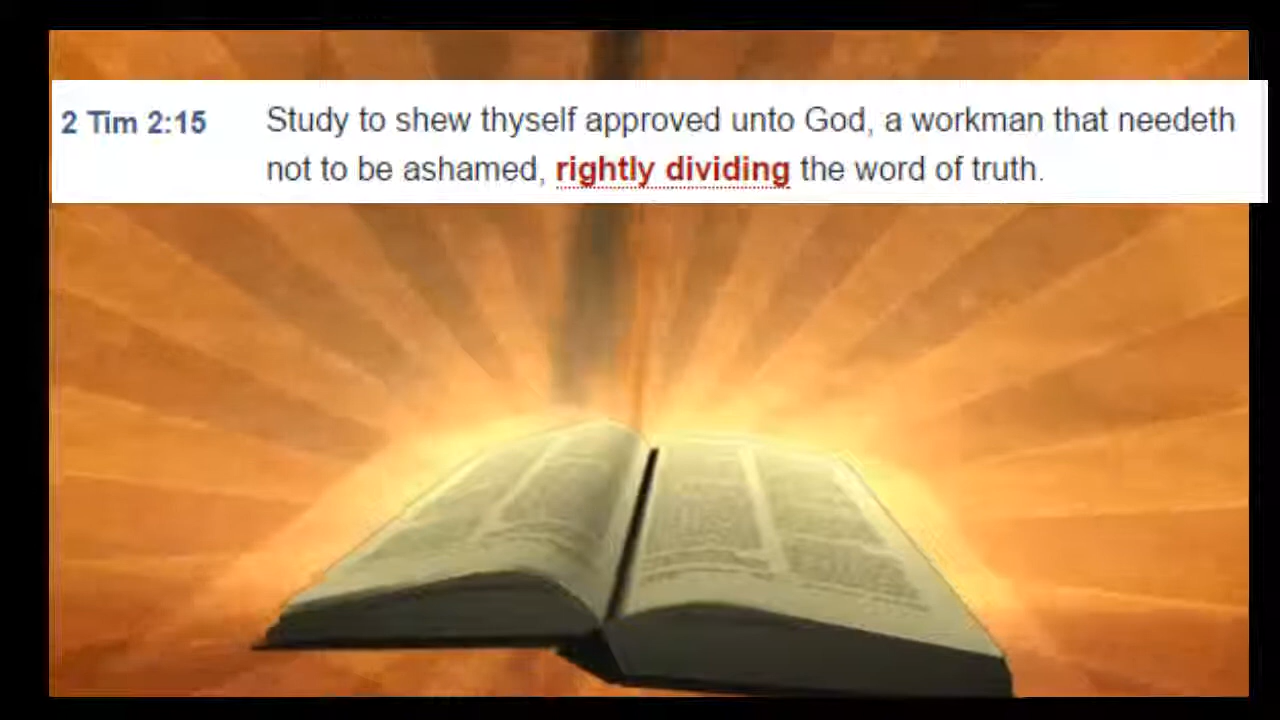 2 Tim 2:15 Study to shew thyself approved unto God, a workman that needeth
not to be ashamed, rightly dividing the word of truth.